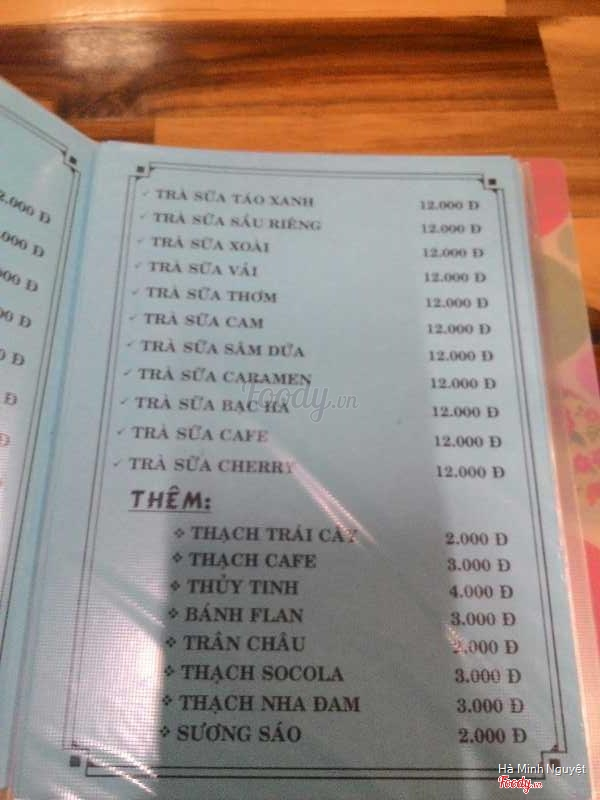 2.000 Đ
TRÀ SỮA TÁO XANH 12.000 Đ
TRÀ SỮA SẦU RIÊNG 12.000 Đ
TRÀ SỮA XOÀI 12.000 Đ
TRÀ SỮA VẢI 12.000 Đ
TRÀ SỮA THƠM 12.000 Đ
TRÀ SỮA CAM 12.000 Đ
TRÀ SỮA SÂM DỨA 12.000 Đ
TRÀ SỮA CARAMEN 12.000 Đ
Foody.vn
TRÀ SỮA BẠC HÀ 12.000 Đ
TRÀ SỮA CAFE 12.000 Đ
TRÀ SỮA CHERRY 12.000 Đ
THÊM:
THẠCH TRÁI CÂY 2.000 Đ
THẠCH CAFE 3.000 Đ
THỦY TINH 4.000 Đ
BÁNH FLAN 3.000 Đ
TRÂN CHÂU 2.000 Đ
THẠCH SOCOLA 3.000 Đ
THẠCH NHA ĐAM 3.000 Đ
SƯƠNG SÁO 2.000 Đ
Hà Minh Nguyệt
Foody.vn